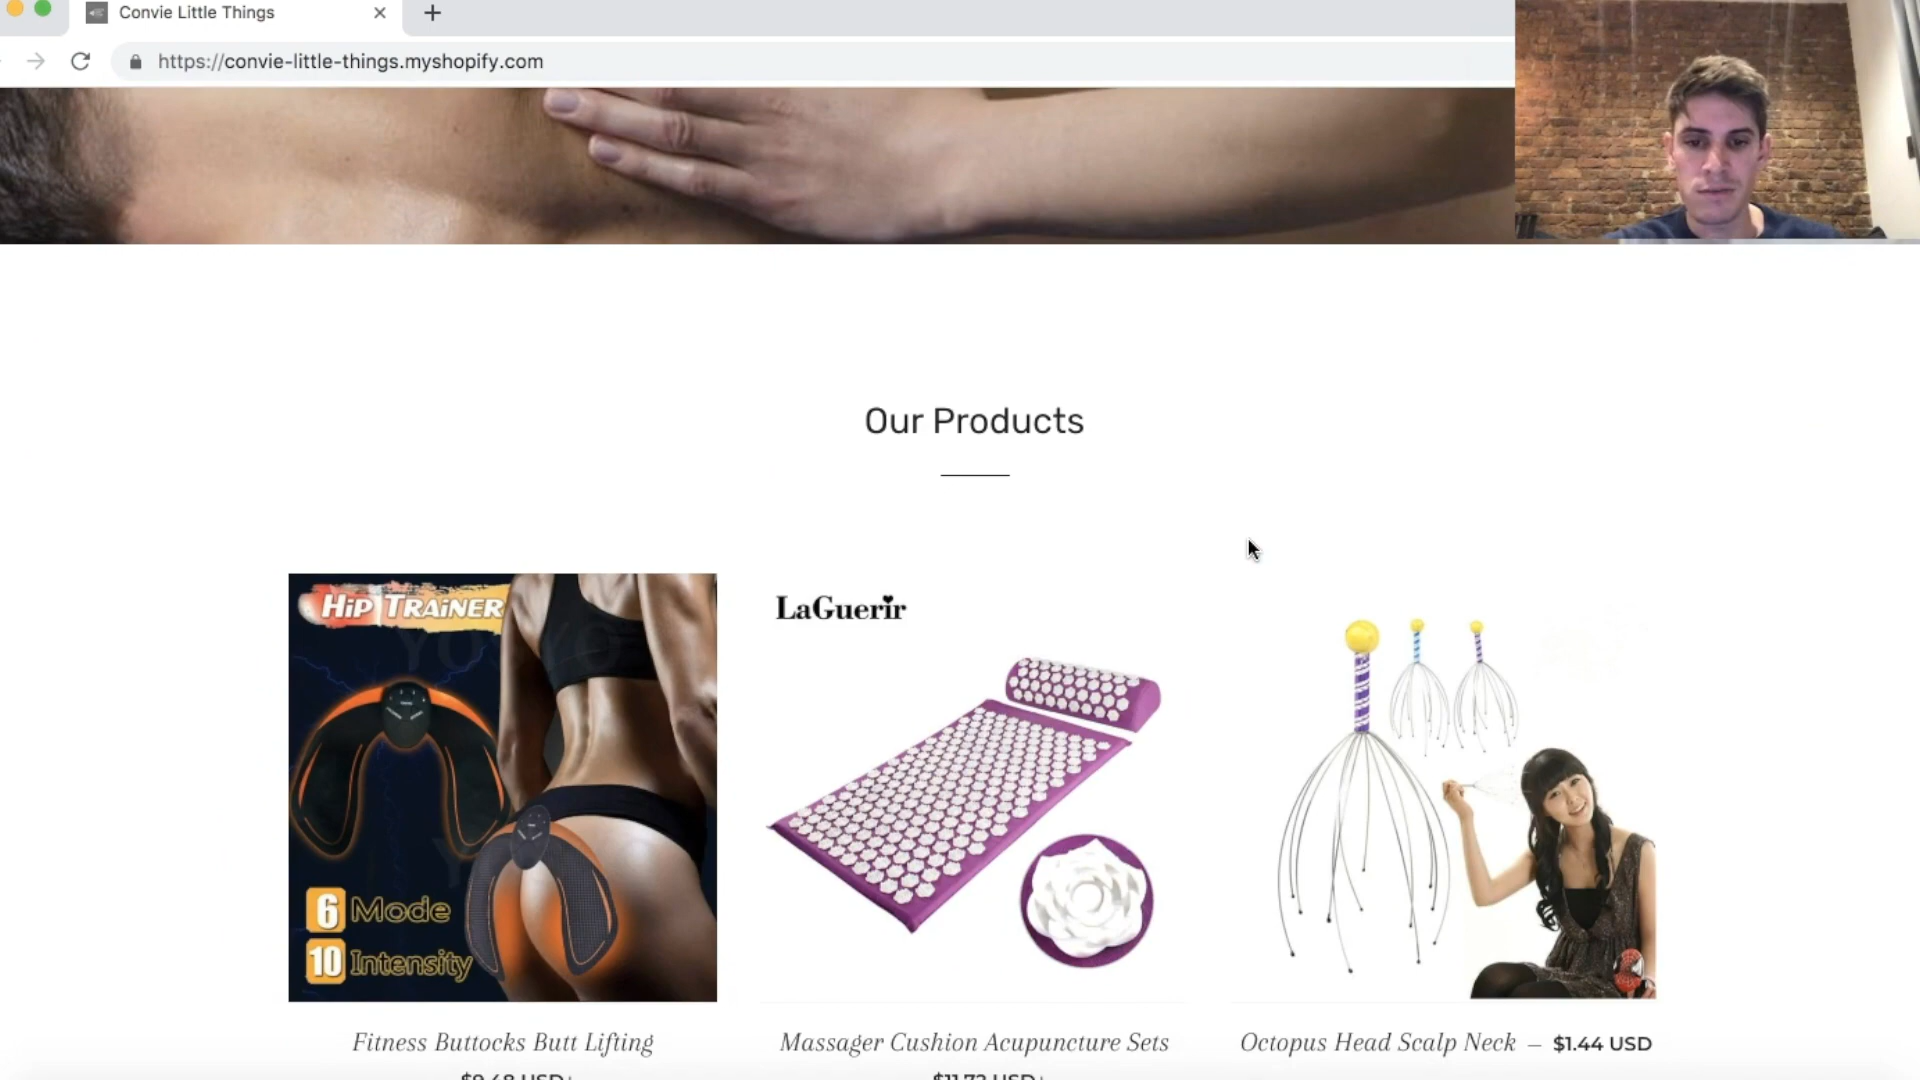 Convie Little Things
https://convie-little-things.myshopify.com
Our Products
HiP TRAiNER
6 Mode
10 Intensity
LaGuerir
Fitness Buttocks Butt Lifting
Massager Cushion Acupuncture Sets
Octopus Head Scalp Neck — $1.44 USD